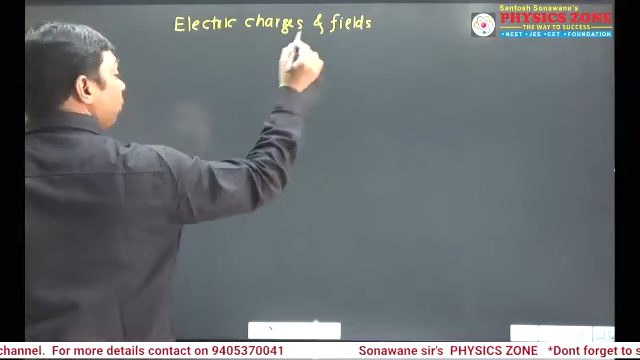 Electric charges & fields
Santosh Sonawane's
PHYSICS ZONE
THE WAY TO SUCCESS
• NEET • JEE • CET • FOUNDATION
channel. For more details contact on 9405370041 Sonawane sir's PHYSICS ZONE *Dont forget to s